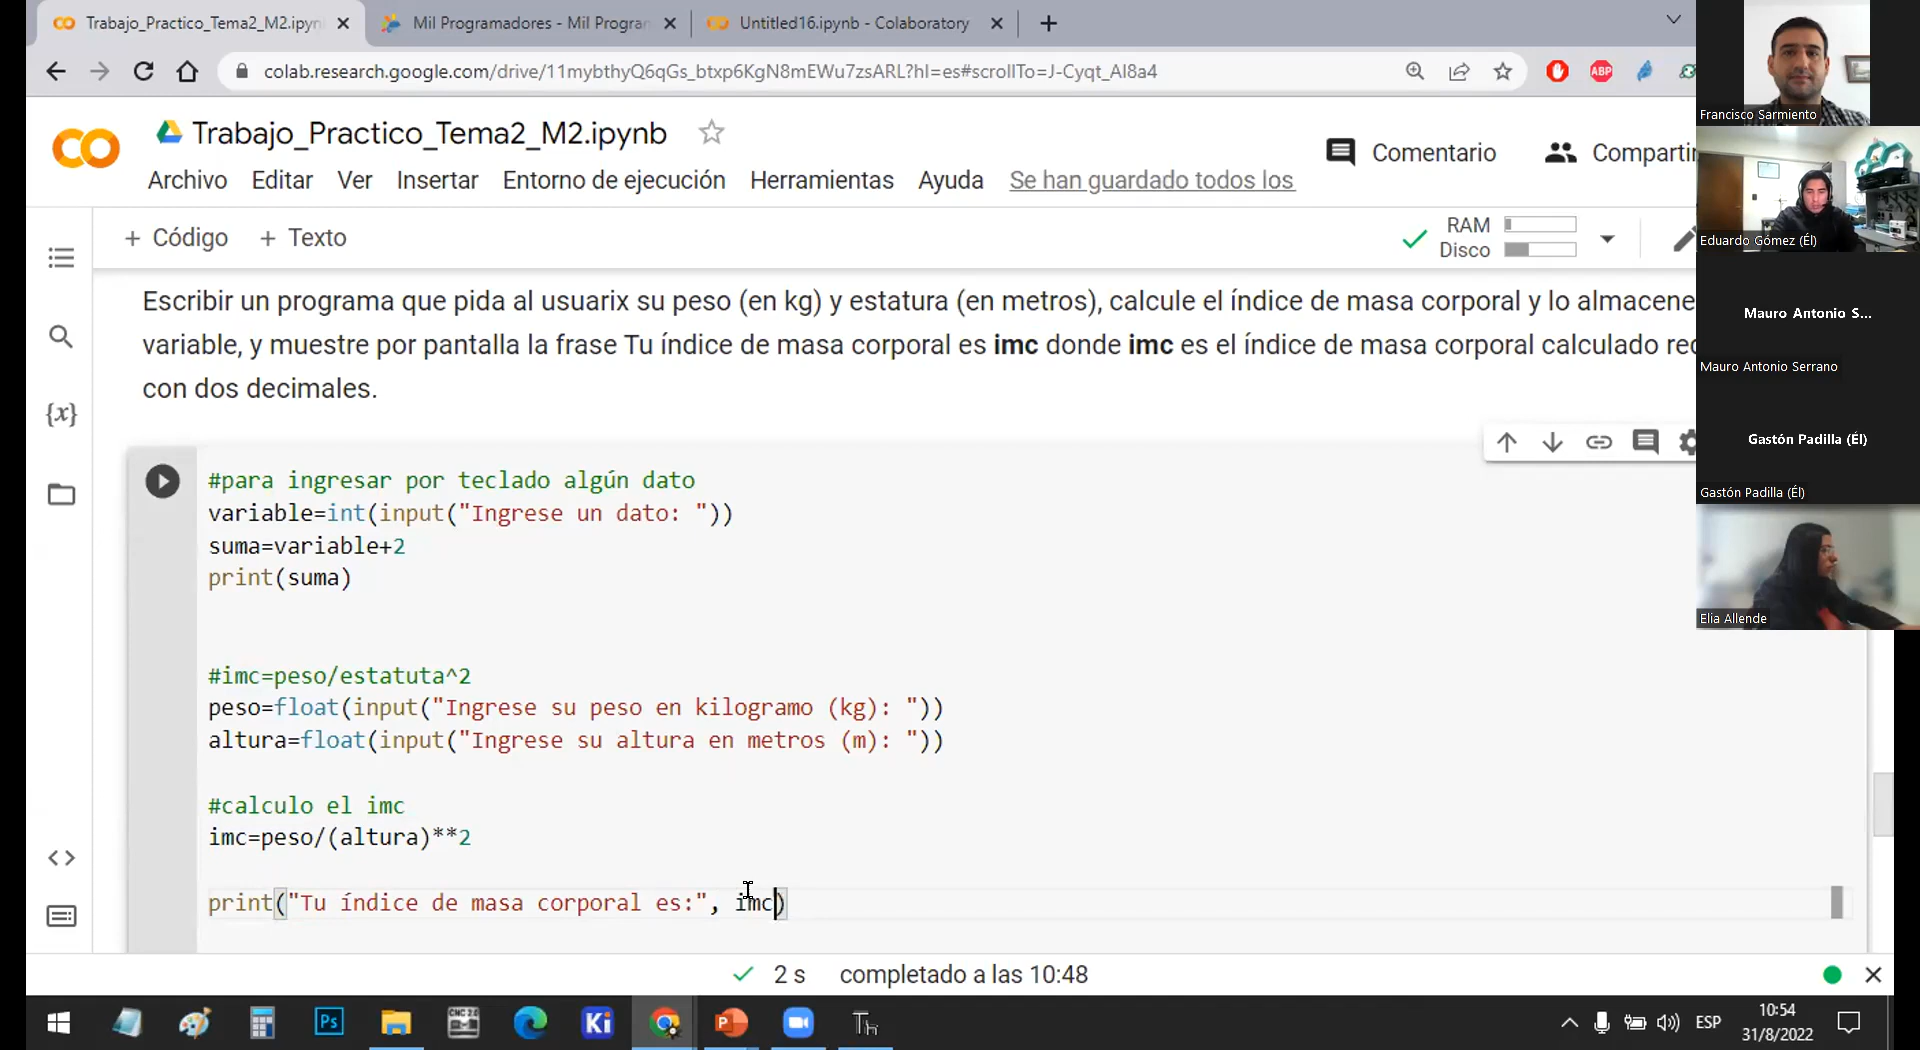 Trabajo_Practico_Tema2_M2.ipyn
Mil Programadores - Mil Program
Untitled16.ipynb - Colaboratory
colab.research.google.com/drive/11mybthyQ6qGs_btxp6KgN8mEWu7zsARL?hl=es#scrollTo=J-Cyqt_Al8a4
ABP
Trabajo_Practico_Tema2_M2.ipynb
Archivo Editar Ver Insertar Entorno de ejecución Herramientas Ayuda Se han guardado todos los
Comentario
Compartir
+ Código + Texto
RAM
Disco
Escribir un programa que pida al usuarix su peso (en kg) y estatura (en metros), calcule el índice de masa corporal y lo almacene
variable, y muestre por pantalla la frase Tu índice de masa corporal es imc donde imc es el índice de masa corporal calculado re
con dos decimales.
{x}
#para ingresar por teclado algún dato
variable=int(input("Ingrese un dato: "))
suma=variable+2
print(suma)
#imc=peso/estatuta^2
peso=float(input("Ingrese su peso en kilogramo (kg): "))
altura=float(input("Ingrese su altura en metros (m): "))
#calculo el imc
imc=peso/(altura)**2
print("Tu índice de masa corporal es:", imc)
2 s completado a las 10:48
Francisco Sarmiento
Eduardo Gómez (Él)
Mauro Antonio S...
Mauro Antonio Serrano
Gastón Padilla (Él)
Gastón Padilla (Él)
Elia Allende
Ps
CNC 2.0
Ki
P
Th
ESP
10:54
31/8/2022